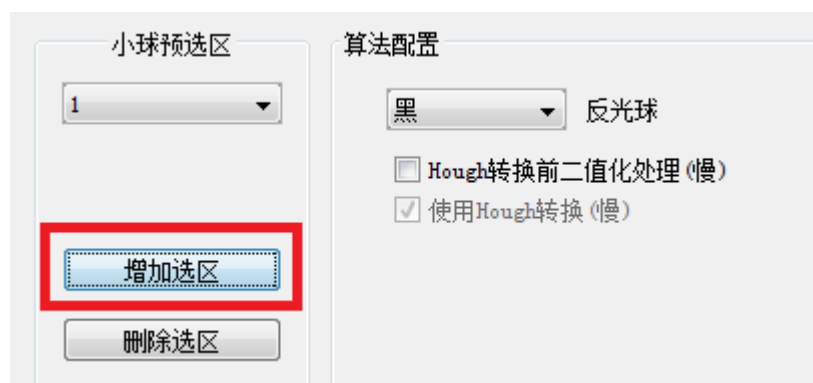 小球预选区
1
增加选区
删除选区
算法配置
黑 反光球
Hough转换前二值化处理(慢)
使用Hough转换(慢)